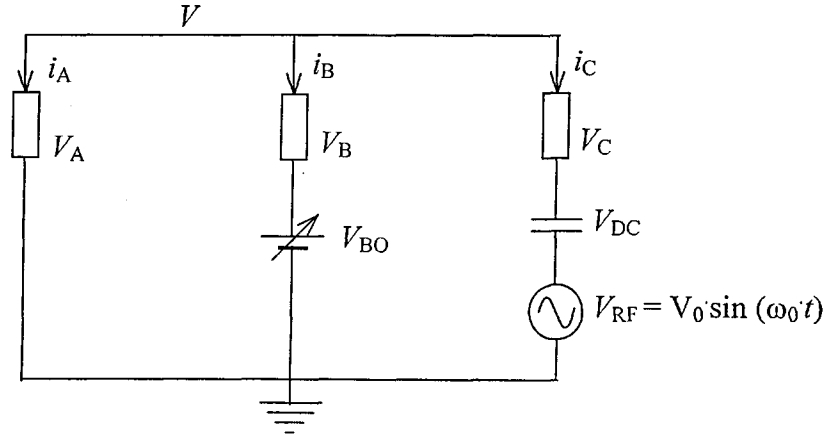 V
i_A
i_B
i_C
V_A
V_B
V_C
V_DC
V_BO
V_RF = V_0·sin (ω_0·t)